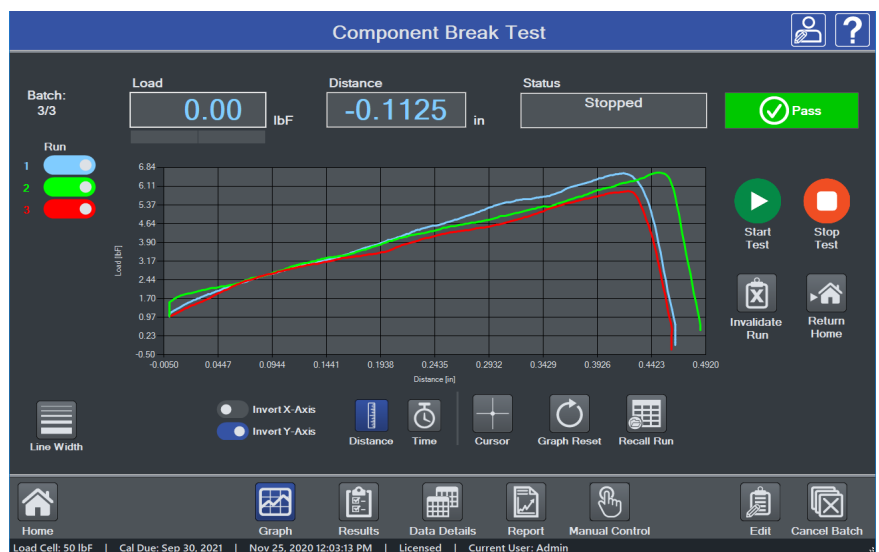 Component Break Test
?
Batch:
3/3
Load
0.00 lbF
Distance
-0.1125 in
Status
Stopped
Pass
Run
1
2
3
6.84
6.11
5.37
4.64
3.90
3.17
2.44
1.70
0.97
0.23
-0.50
Load [lbF]
-0.0050 0.0447 0.0944 0.1441 0.1938 0.2435 0.2932 0.3429 0.3926 0.4423 0.4920
Distance [in]
Start
Test
Stop
Test
Invalidate
Run
Return
Home
Line Width
Invert X-Axis
Invert Y-Axis
Distance
Time
Cursor
Graph Reset
Recall Run
Home
Graph
Results
Data Details
Report
Manual Control
Edit
Cancel Batch
Load Cell: 50 lbF | Cal Due: Sep 30, 2021 | Nov 25, 2020 12:03:13 PM | Licensed | Current User: Admin